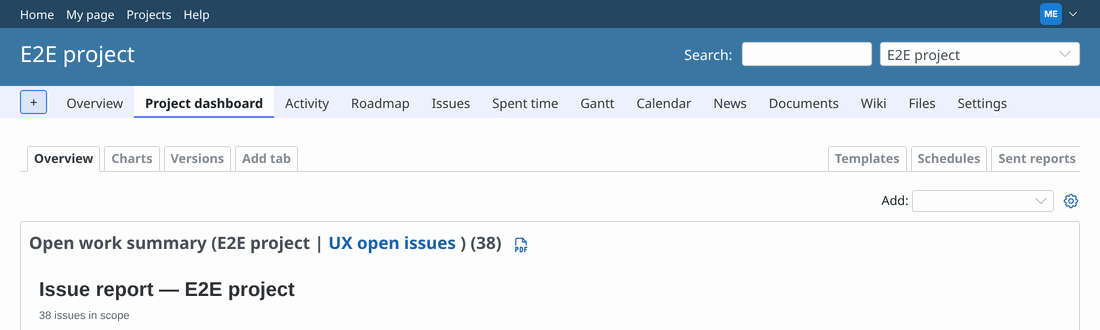 Home My page Projects Help ME
E2E project Search: E2E project
+ Overview Project dashboard Activity Roadmap Issues Spent time Gantt Calendar News Documents Wiki Files Settings
Overview Charts Versions Add tab Templates Schedules Sent reports
Add:
Open work summary (E2E project | UX open issues ) (38) PDF
Issue report — E2E project
38 issues in scope